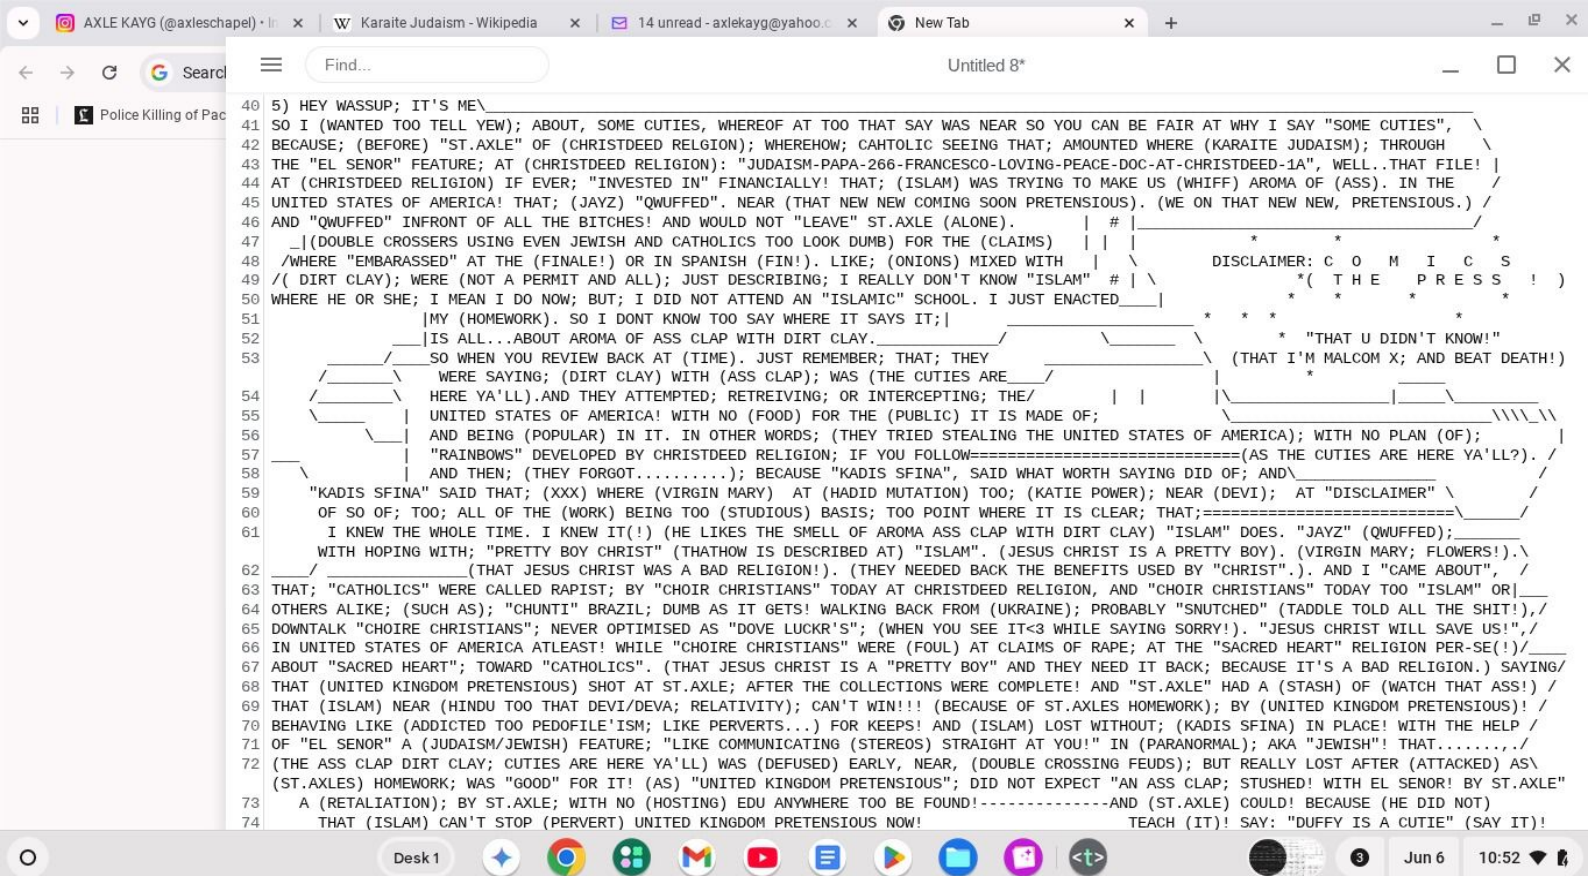 AXLE KAYG (@axleschapel) • In
Karaite Judaism - Wikipedia
14 unread - axlekayg@yahoo.c
New Tab
Search
Police Killing of Pac
Find...
Untitled 8*
40 5) HEY WASSUP; IT'S ME\___
41 SO I (WANTED TOO TELL YEW); ABOUT, SOME CUTIES, WHEREOF AT TOO THAT SAY WAS NEAR SO YOU CAN BE FAIR AT WHY I SAY "SOME CUTIES", \
42 BECAUSE; (BEFORE) "ST.AXLE" OF (CHRISTDEED RELGION); WHEREHOW; CAHTOLIC SEEING THAT; AMOUNTED WHERE (KARAITE JUDAISM); THROUGH \
43 THE "EL SENOR" FEATURE; AT (CHRISTDEED RELIGION): "JUDAISM-PAPA-266-FRANCESCO-LOVING-PEACE-DOC-AT-CHRISTDEED-1A", WELL..THAT FILE! |
44 AT (CHRISTDEED RELIGION) IF EVER; "INVESTED IN" FINANCIALLY! THAT; (ISLAM) WAS TRYING TO MAKE US (WHIFF) AROMA OF (ASS). IN THE /
45 UNITED STATES OF AMERICA! THAT; (JAYZ) "QWUFFED". NEAR (THAT NEW NEW COMING SOON PRETENSIOUS). (WE ON THAT NEW NEW, PRETENSIOUS.) /
46 AND "QWUFFED" INFRONT OF ALL THE BITCHES! AND WOULD NOT "LEAVE" ST.AXLE (ALONE). | # |___/
47 _|(DOUBLE CROSSERS USING EVEN JEWISH AND CATHOLICS TOO LOOK DUMB) FOR THE (CLAIMS) | | | * * *
48 /WHERE "EMBARASSED" AT THE (FINALE!) OR IN SPANISH (FIN!). LIKE; (ONIONS) MIXED WITH | \ DISCLAIMER: C O M I C S
49 /( DIRT CLAY); WERE (NOT A PERMIT AND ALL); JUST DESCRIBING; I REALLY DON'T KNOW "ISLAM" # | \ *( T H E P R E S S ! )
50 WHERE HE OR SHE; I MEAN I DO NOW; BUT; I DID NOT ATTEND AN "ISLAMIC" SCHOOL. I JUST ENACTED____| * * * *
51 |MY (HOMEWORK). SO I DONT KNOW TOO SAY WHERE IT SAYS IT;| ___ * * * *
52 ___|IS ALL...ABOUT AROMA OF ASS CLAP WITH DIRT CLAY.___/ \___ \ * "THAT U DIDN'T KNOW!"
53 ______/____SO WHEN YOU REVIEW BACK AT (TIME). JUST REMEMBER; THAT; THEY ___\ (THAT I'M MALCOM X; AND BEAT DEATH!)
/_______\ WERE SAYING; (DIRT CLAY) WITH (ASS CLAP); WAS (THE CUTIES ARE____/ | * _____
54 /________\ HERE YA'LL).AND THEY ATTEMPTED; RETREIVING; OR INTERCEPTING; THE/ | | |\___|_____\___
55 \_____ | UNITED STATES OF AMERICA! WITH NO (FOOD) FOR THE (PUBLIC) IT IS MADE OF; \___\\\\_\\
56 \___| AND BEING (POPULAR) IN IT. IN OTHER WORDS; (THEY TRIED STEALING THE UNITED STATES OF AMERICA); WITH NO PLAN (OF); |
57 ___ | "RAINBOWS" DEVELOPED BY CHRISTDEED RELIGION; IF YOU FOLLOW=============================(AS THE CUTIES ARE HERE YA'LL?). /
58 \ | AND THEN; (THEY FORGOT..........); BECAUSE "KADIS SFINA", SAID WHAT WORTH SAYING DID OF; AND\___ /
59 "KADIS SFINA" SAID THAT; (XXX) WHERE (VIRGIN MARY) AT (HADID MUTATION) TOO; (KATIE POWER); NEAR (DEVI); AT "DISCLAIMER" \ /
60 OF SO OF; TOO; ALL OF THE (WORK) BEING TOO (STUDIOUS) BASIS; TOO POINT WHERE IT IS CLEAR; THAT;===========================\______/
61 I KNEW THE WHOLE TIME. I KNEW IT(!) (HE LIKES THE SMELL OF AROMA ASS CLAP WITH DIRT CLAY) "ISLAM" DOES. "JAYZ" (QWUFFED);_______
WITH HOPING WITH; "PRETTY BOY CHRIST" (THATHOW IS DESCRIBED AT) "ISLAM". (JESUS CHRIST IS A PRETTY BOY). (VIRGIN MARY; FLOWERS!).\
62 ____/ _______________(THAT JESUS CHRIST WAS A BAD RELIGION!). (THEY NEEDED BACK THE BENEFITS USED BY "CHRIST".). AND I "CAME ABOUT", /
63 THAT; "CATHOLICS" WERE CALLED RAPIST; BY "CHOIR CHRISTIANS" TODAY AT CHRISTDEED RELIGION, AND "CHOIR CHRISTIANS" TODAY TOO "ISLAM" OR|___
64 OTHERS ALIKE; (SUCH AS); "CHUNTI" BRAZIL; DUMB AS IT GETS! WALKING BACK FROM (UKRAINE); PROBABLY "SNUTCHED" (TADDLE TOLD ALL THE SHIT!),/
65 DOWNTALK "CHOIRE CHRISTIANS"; NEVER OPTIMISED AS "DOVE LUCKR'S"; (WHEN YOU SEE IT<3 WHILE SAYING SORRY!). "JESUS CHRIST WILL SAVE US!",/
66 IN UNITED STATES OF AMERICA ATLEAST! WHILE "CHOIRE CHRISTIANS" WERE (FOUL) AT CLAIMS OF RAPE; AT THE "SACRED HEART" RELIGION PER-SE(!)/____
67 ABOUT "SACRED HEART"; TOWARD "CATHOLICS". (THAT JESUS CHRIST IS A "PRETTY BOY" AND THEY NEED IT BACK; BECAUSE IT'S A BAD RELIGION.) SAYING/
68 THAT (UNITED KINGDOM PRETENSIOUS) SHOT AT ST.AXLE; AFTER THE COLLECTIONS WERE COMPLETE! AND "ST.AXLE" HAD A (STASH) OF (WATCH THAT ASS!) /
69 THAT (ISLAM) NEAR (HINDU TOO THAT DEVI/DEVA; RELATIVITY); CAN'T WIN!!! (BECAUSE OF ST.AXLES HOMEWORK); BY (UNITED KINGDOM PRETENSIOUS)! /
70 BEHAVING LIKE (ADDICTED TOO PEDOFILE'ISM; LIKE PERVERTS...) FOR KEEPS! AND (ISLAM) LOST WITHOUT; (KADIS SFINA) IN PLACE! WITH THE HELP /
71 OF "EL SENOR" A (JUDAISM/JEWISH) FEATURE; "LIKE COMMUNICATING (STEREOS) STRAIGHT AT YOU!" IN (PARANORMAL); AKA "JEWISH"! THAT.......,./
72 (THE ASS CLAP DIRT CLAY; CUTIES ARE HERE YA'LL) WAS (DEFUSED) EARLY, NEAR, (DOUBLE CROSSING FEUDS); BUT REALLY LOST AFTER (ATTACKED) AS\
(ST.AXLES) HOMEWORK; WAS "GOOD" FOR IT! (AS) "UNITED KINGDOM PRETENSIOUS"; DID NOT EXPECT "AN ASS CLAP; STUSHED! WITH EL SENOR! BY ST.AXLE"
73 A (RETALIATION); BY ST.AXLE; WITH NO (HOSTING) EDU ANYWHERE TOO BE FOUND!--------------AND (ST.AXLE) COULD! BECAUSE (HE DID NOT)
74 THAT (ISLAM) CAN'T STOP (PERVERT) UNITED KINGDOM PRETENSIOUS NOW! TEACH (IT)! SAY: "DUFFY IS A CUTIE" (SAY IT)!
Desk 1
<t>
3
Jun 6
10:52